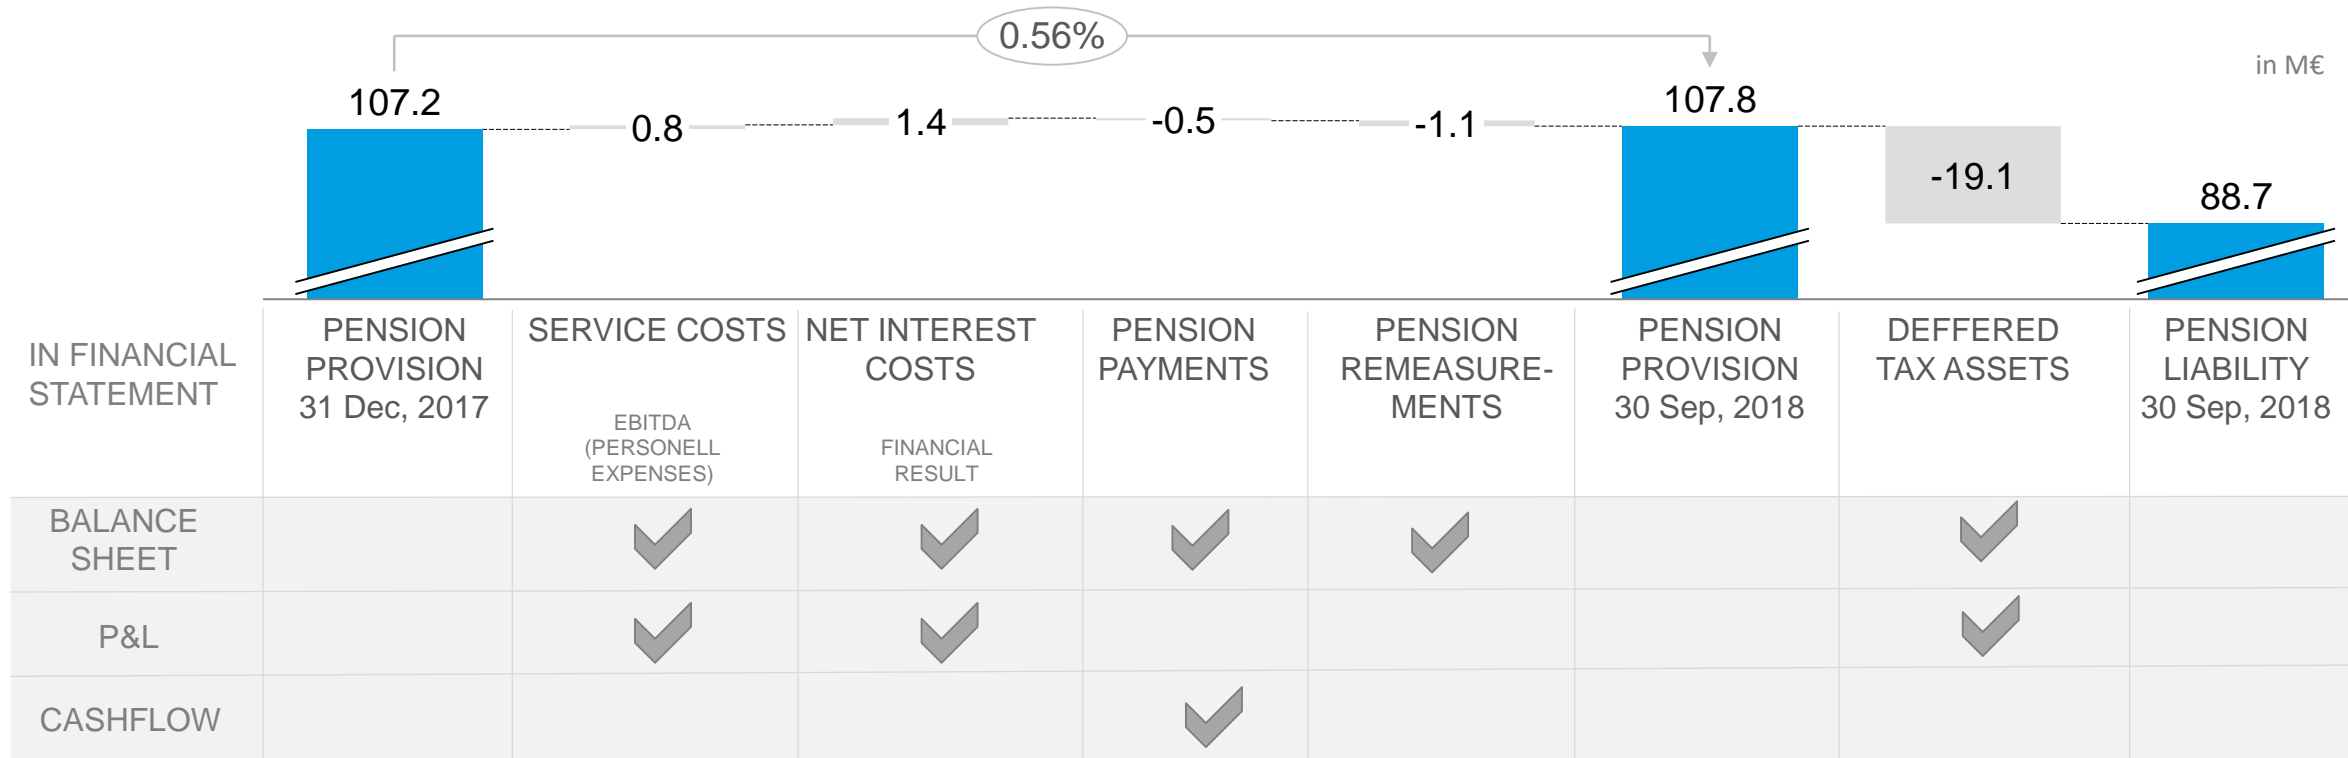 0.56%
in M€
107.2
0.8
1.4
-0.5
-1.1
107.8
-19.1
88.7
IN FINANCIAL
STATEMENT
PENSION
PROVISION
31 Dec, 2017
SERVICE COSTS
EBITDA
(PERSONELL
EXPENSES)
NET INTEREST
COSTS
FINANCIAL
RESULT
PENSION
PAYMENTS
PENSION
REMEASURE-
MENTS
PENSION
PROVISION
30 Sep, 2018
DEFFERED
TAX ASSETS
PENSION
LIABILITY
30 Sep, 2018
BALANCE
SHEET
P&L
CASHFLOW